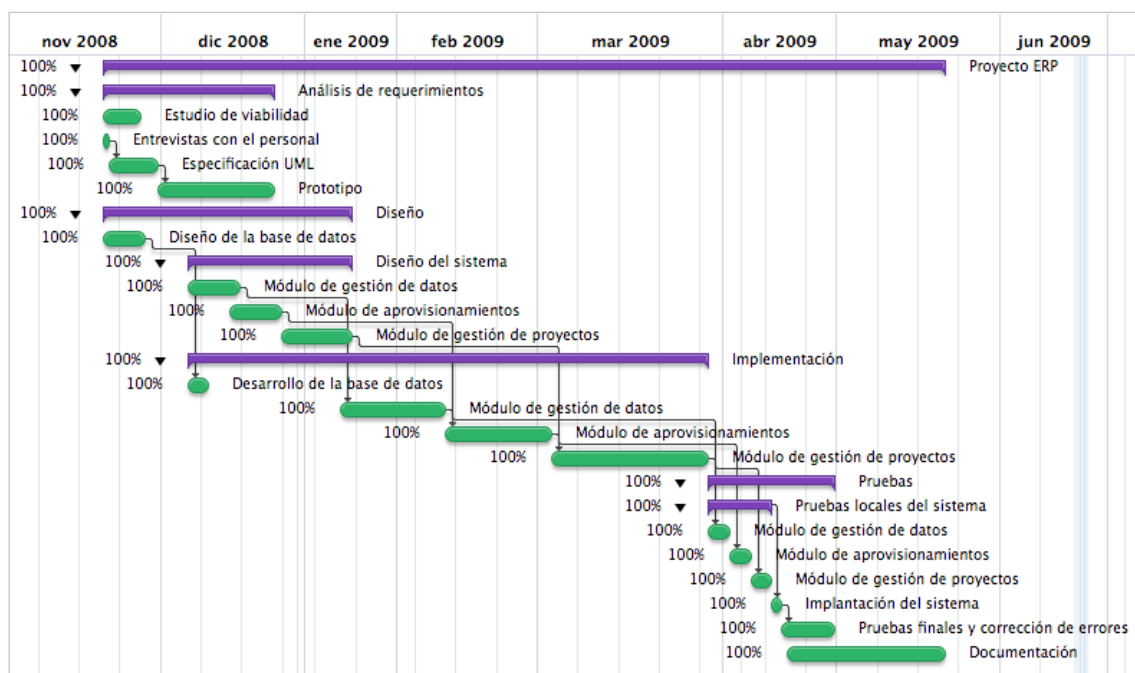 nov 2008 dic 2008 ene 2009 feb 2009 mar 2009 abr 2009 may 2009 jun 2009
100% Proyecto ERP
100% Análisis de requerimientos
100% Estudio de viabilidad
100% Entrevistas con el personal
100% Especificación UML
100% Prototipo
100% Diseño
100% Diseño de la base de datos
100% Diseño del sistema
100% Módulo de gestión de datos
100% Módulo de aprovisionamientos
100% Módulo de gestión de proyectos
100% Implementación
100% Desarrollo de la base de datos
100% Módulo de gestión de datos
100% Módulo de aprovisionamientos
100% Módulo de gestión de proyectos
100% Pruebas
100% Pruebas locales del sistema
100% Módulo de gestión de datos
100% Módulo de aprovisionamientos
100% Módulo de gestión de proyectos
100% Implantación del sistema
100% Pruebas finales y corrección de errores
100% Documentación